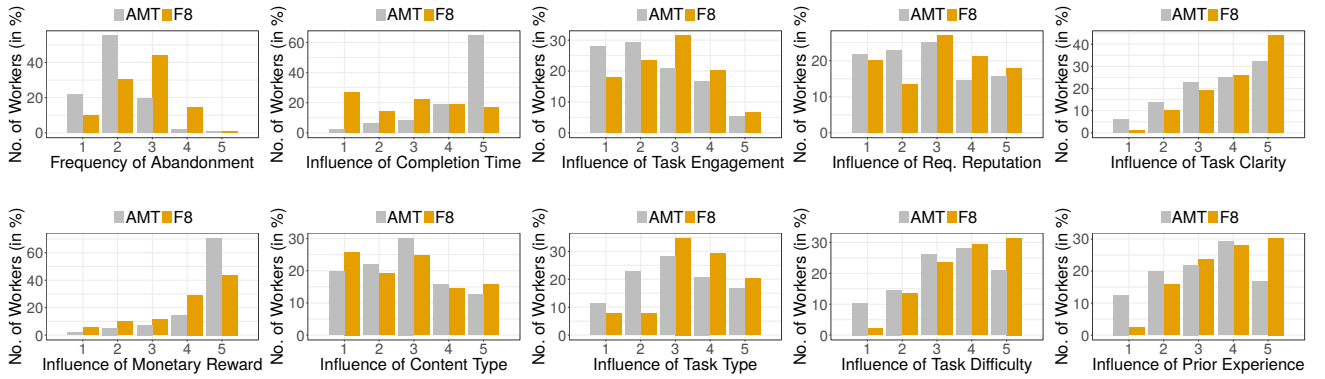 AMT F8
No. of Workers (in %)
40
20
0
1 2 3 4 5
Frequency of Abandonment
AMT F8
No. of Workers (in %)
60
40
20
0
1 2 3 4 5
Influence of Completion Time
AMT F8
No. of Workers (in %)
30
20
10
0
1 2 3 4 5
Influence of Task Engagement
AMT F8
No. of Workers (in %)
20
10
0
1 2 3 4 5
Influence of Req. Reputation
AMT F8
No. of Workers (in %)
40
30
20
10
0
1 2 3 4 5
Influence of Task Clarity
AMT F8
No. of Workers (in %)
60
40
20
0
1 2 3 4 5
Influence of Monetary Reward
AMT F8
No. of Workers (in %)
30
20
10
0
1 2 3 4 5
Influence of Content Type
AMT F8
No. of Workers (in %)
30
20
10
0
1 2 3 4 5
Influence of Task Type
AMT F8
No. of Workers (in %)
30
20
10
0
1 2 3 4 5
Influence of Task Difficulty
AMT F8
No. of Workers (in %)
30
20
10
0
1 2 3 4 5
Influence of Prior Experience